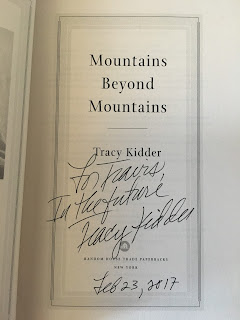 Mountains
Beyond
Mountains
Tracy Kidder
For Travis,
In the future
Tracy Kidder
RANDOM HOUSE TRADE PAPERBACKS
NEW YORK
Feb 23, 2017